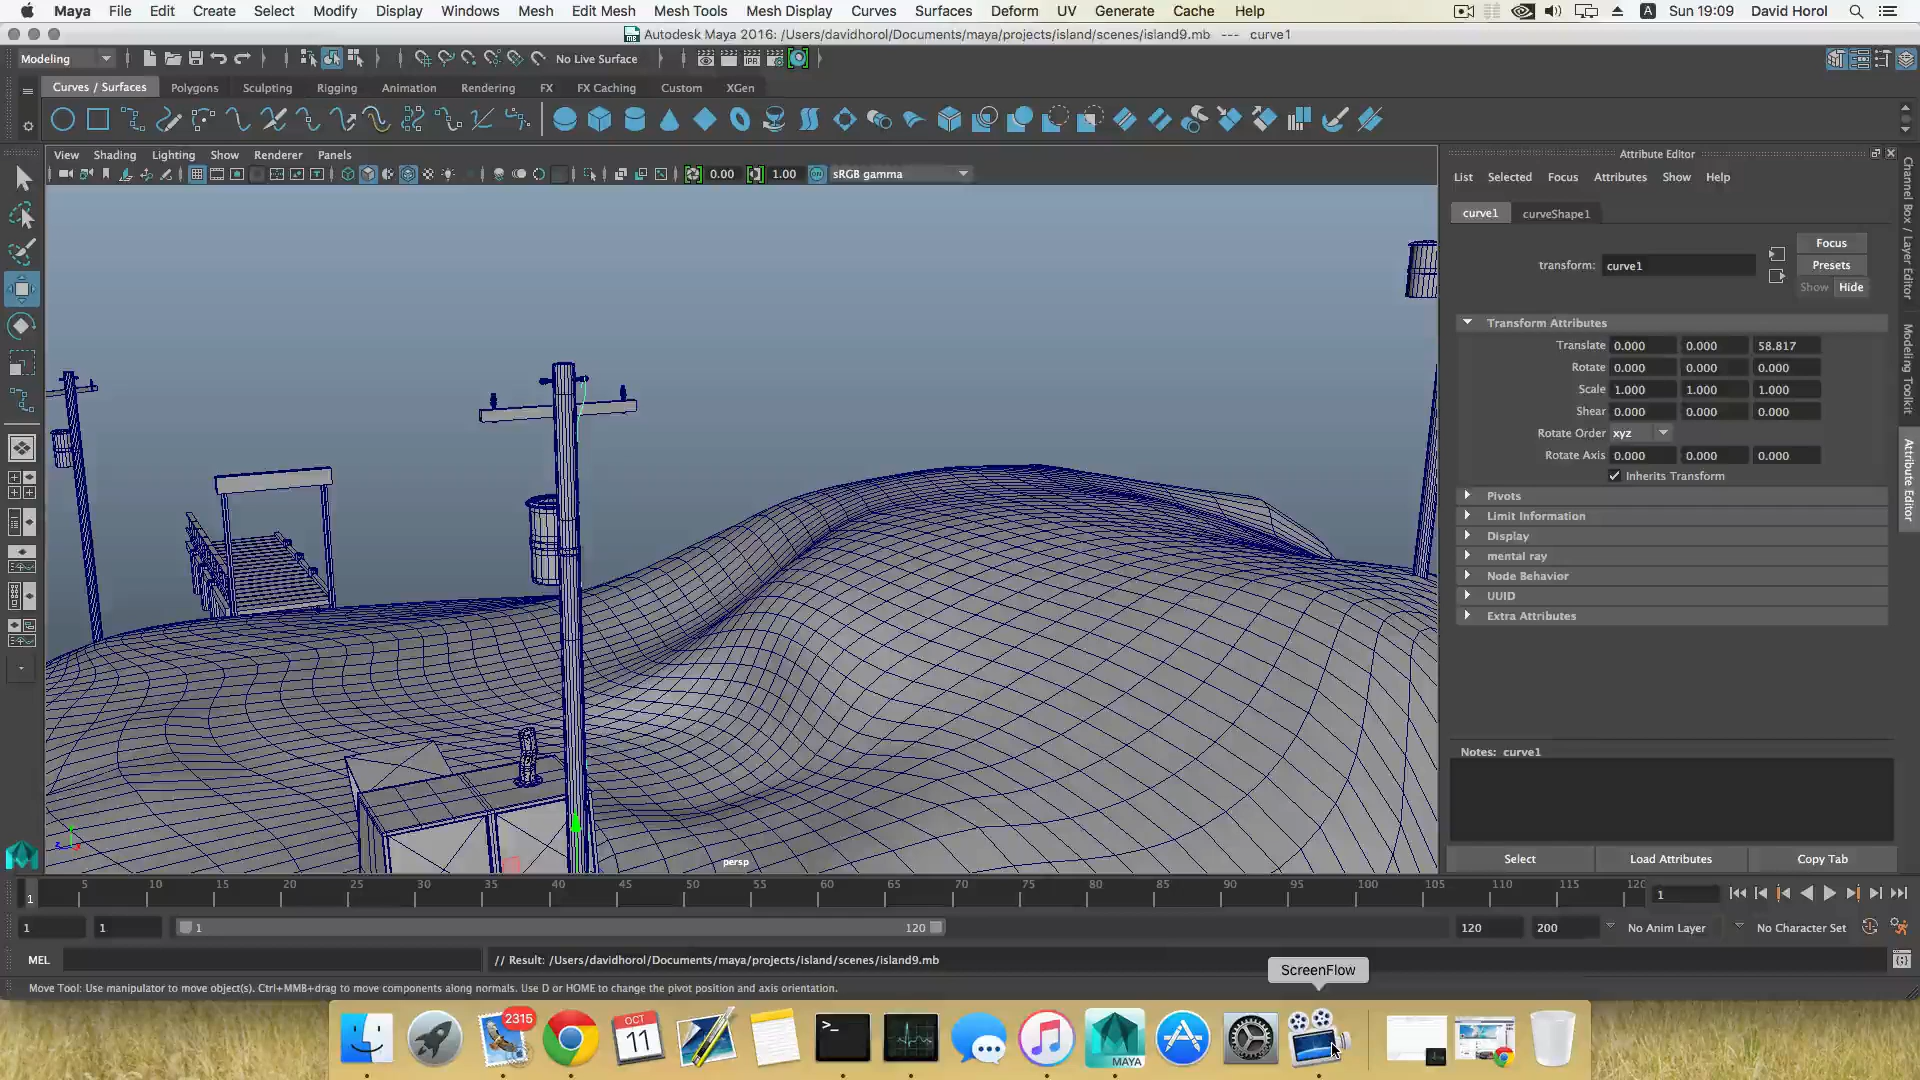 Maya File Edit Create Select Modify Display Windows Mesh Edit Mesh Mesh Tools Mesh Display Curves Surfaces Deform UV Generate Cache Help A Sun 19:09 David Horol
Autodesk Maya 2016: /Users/davidhorol/Documents/maya/projects/island/scenes/island9.mb --- curve1
Modeling No Live Surface IPR
Curves / Surfaces Polygons Sculpting Rigging Animation Rendering FX FX Caching Custom XGen
View Shading Lighting Show Renderer Panels
0.00 1.00 sRGB gamma
persp
Attribute Editor
List Selected Focus Attributes Show Help
curve1 curveShape1
transform: curve1
Focus
Presets
Show Hide
Transform Attributes
Translate 0.000 0.000 58.817
Rotate 0.000 0.000 0.000
Scale 1.000 1.000 1.000
Shear 0.000 0.000 0.000
Rotate Order xyz
Rotate Axis 0.000 0.000 0.000
Inherits Transform
Pivots
Limit Information
Display
mental ray
Node Behavior
UUID
Extra Attributes
Notes: curve1
Select Load Attributes Copy Tab
Channel Box / Layer Editor
Modeling Toolkit
Attribute Editor
5 10 15 20 25 30 35 40 45 50 55 60 65 70 75 80 85 90 95 100 105 110 115 120
1 1
1 1 1 120 120 200 No Anim Layer No Character Set
MEL // Result: /Users/davidhorol/Documents/maya/projects/island/scenes/island9.mb
Move Tool: Use manipulator to move object(s). Ctrl+MMB+drag to move components along normals. Use D or HOME to change the pivot position and axis orientation.
ScreenFlow
2315
OCT
11
>_
MAYA